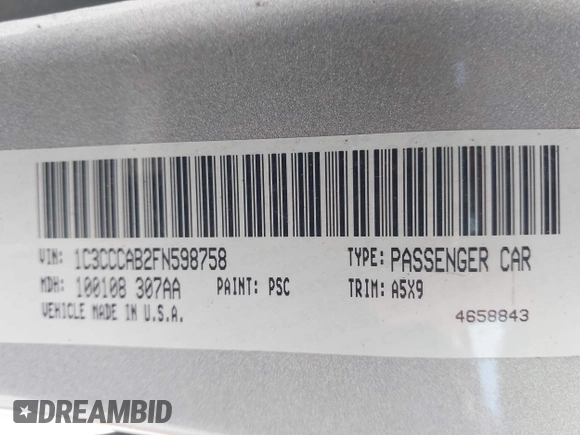 VIN: 1C3CCCAB2FN598758 TYPE: PASSENGER CAR
MDH: 100108 307AA PAINT: PSC TRIM: A5X9
VEHICLE MADE IN U.S.A. 4658843
DREAMBID